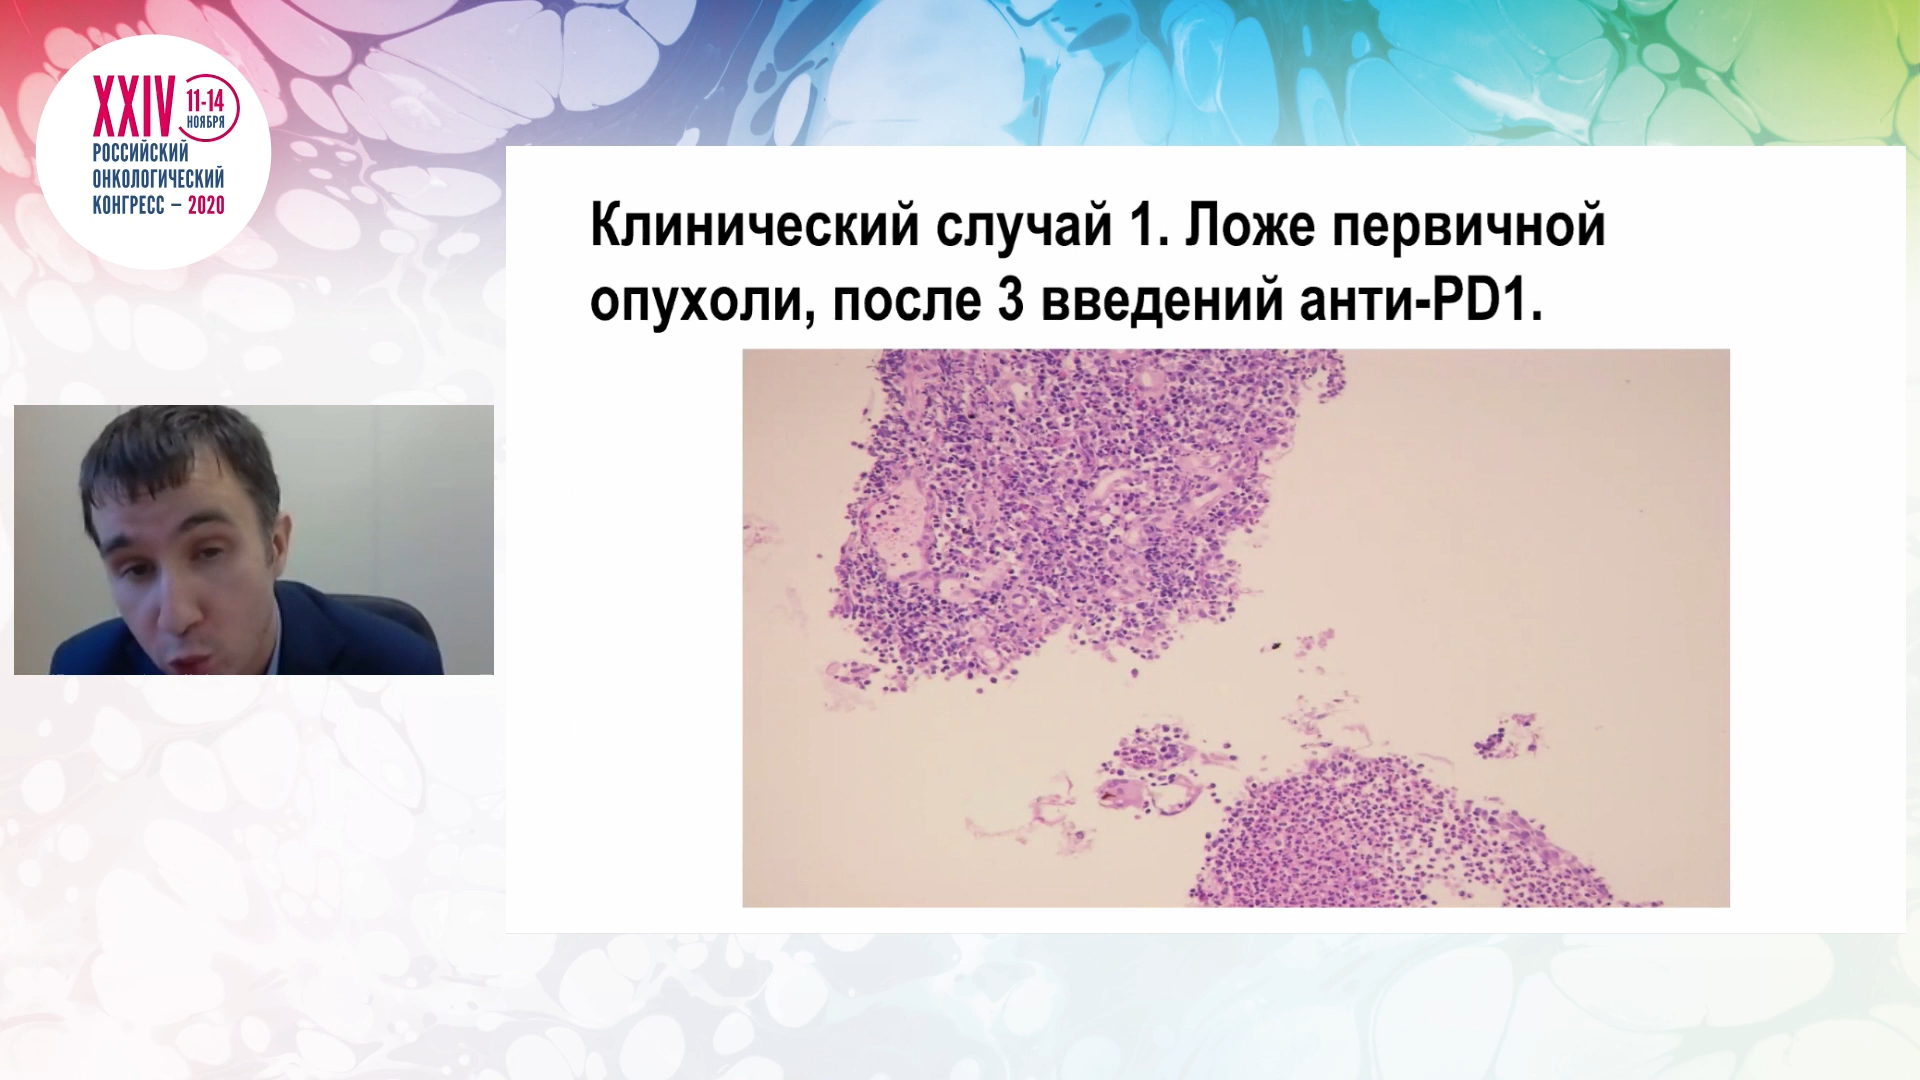 XXIV
11-14
НОЯБРЯ
РОССИЙСКИЙ
ОНКОЛОГИЧЕСКИЙ
КОНГРЕСС – 2020
Клинический случай 1. Ложе первичной
опухоли, после 3 введений анти-PD1.